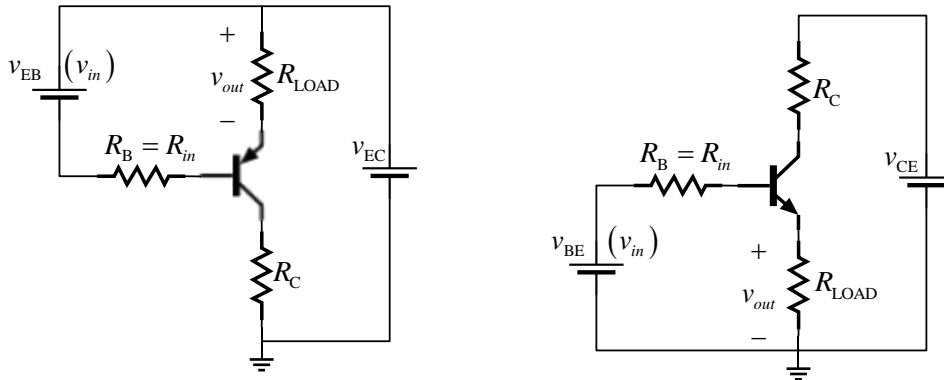 +
v_EB (v_in)
v_out R_LOAD
−
R_B = R_in
v_EC
R_C
R_C
R_B = R_in
v_CE
v_BE (v_in)
+
v_out R_LOAD
−